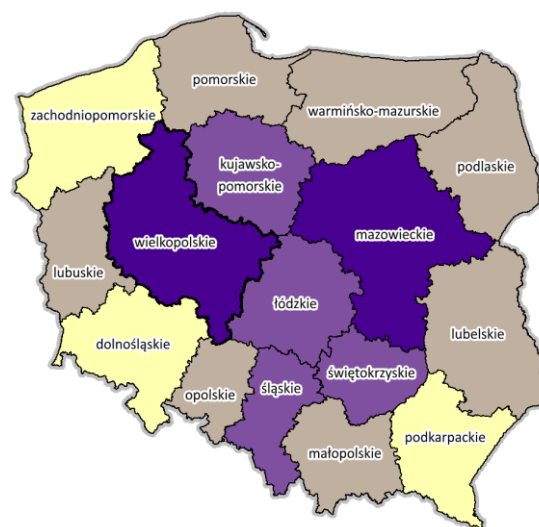 pomorskie
warmińsko-mazurskie
zachodniopomorskie
podlaskie
kujawsko-
pomorskie
mazowieckie
wielkopolskie
lubuskie
łódzkie
lubelskie
dolnośląskie
świętokrzyskie
opolskie
śląskie
podkarpackie
małopolskie